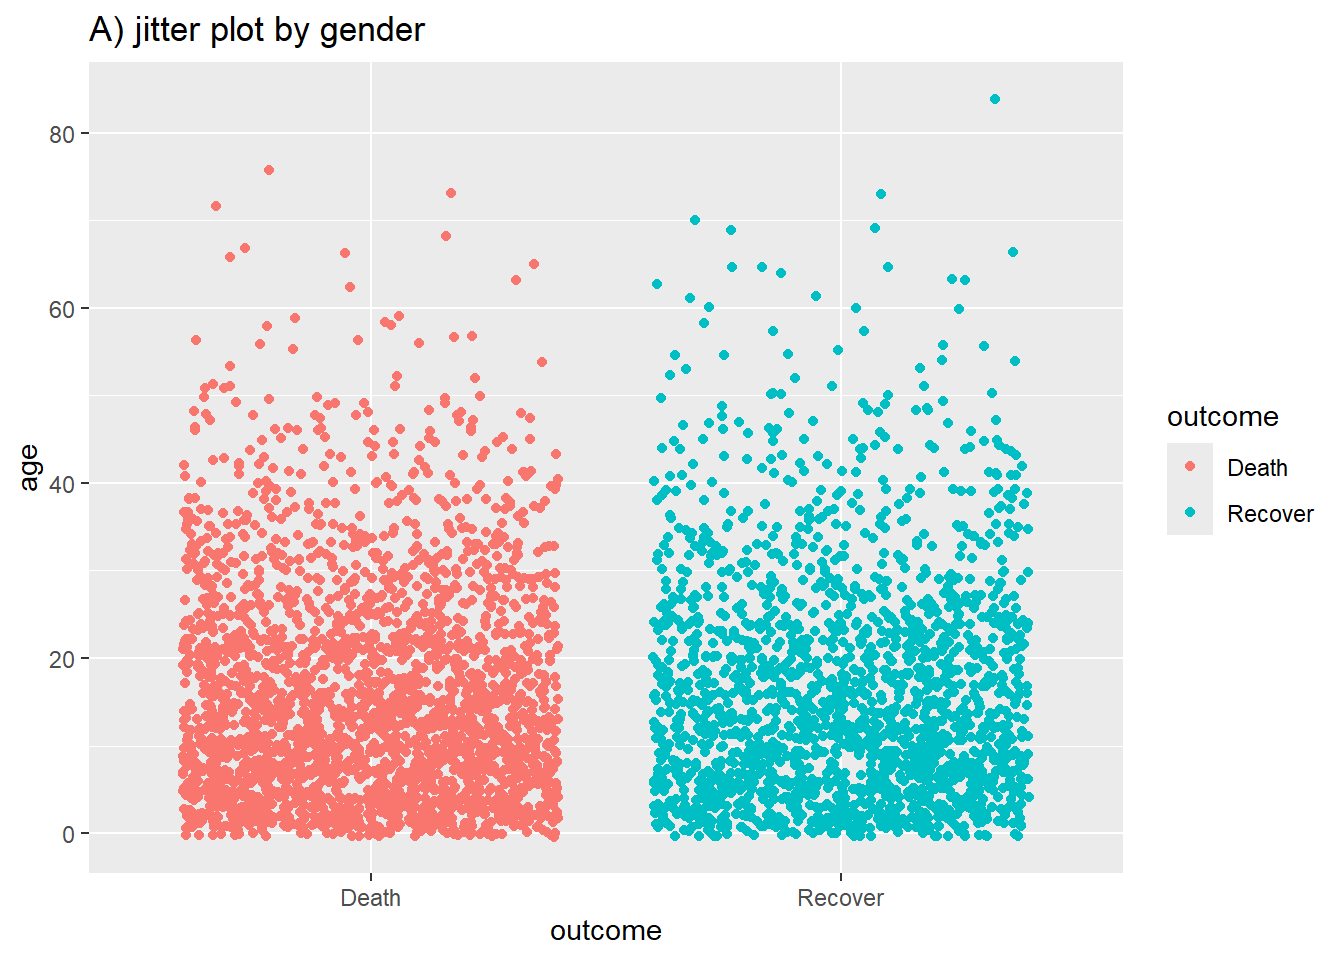 A) jitter plot by gender
80
60
40
20
0
age
Death
Recover
outcome
outcome
Death
Recover